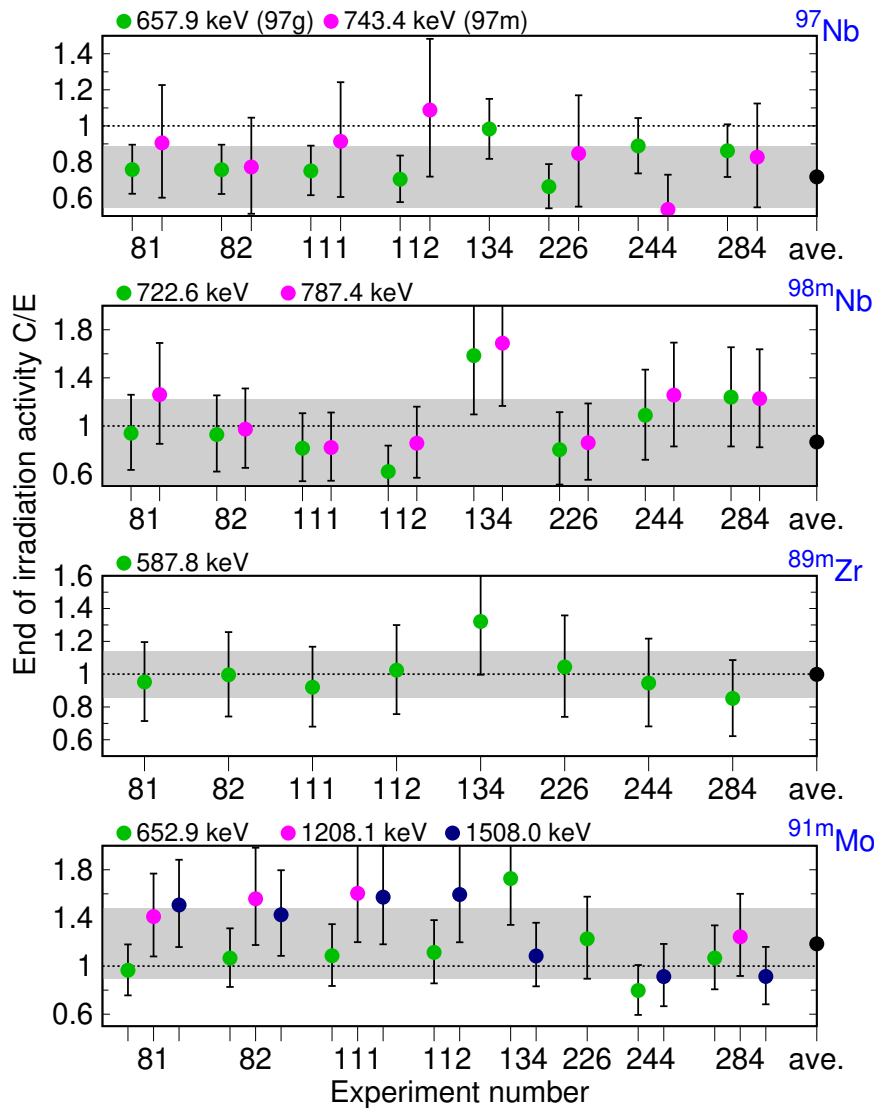 657.9 keV (97g) 743.4 keV (97m) 97Nb
1.4
1.2
1
0.8
0.6
81 82 111 112 134 226 244 284 ave.
722.6 keV 787.4 keV 98mNb
1.8
1.4
1
0.6
81 82 111 112 134 226 244 284 ave.
587.8 keV 89mZr
1.6
1.4
1.2
1
0.8
0.6
81 82 111 112 134 226 244 284 ave.
652.9 keV 1208.1 keV 1508.0 keV 91mMo
1.8
1.4
1
0.6
81 82 111 112 134 226 244 284 ave.
Experiment number
End of irradiation activity C/E